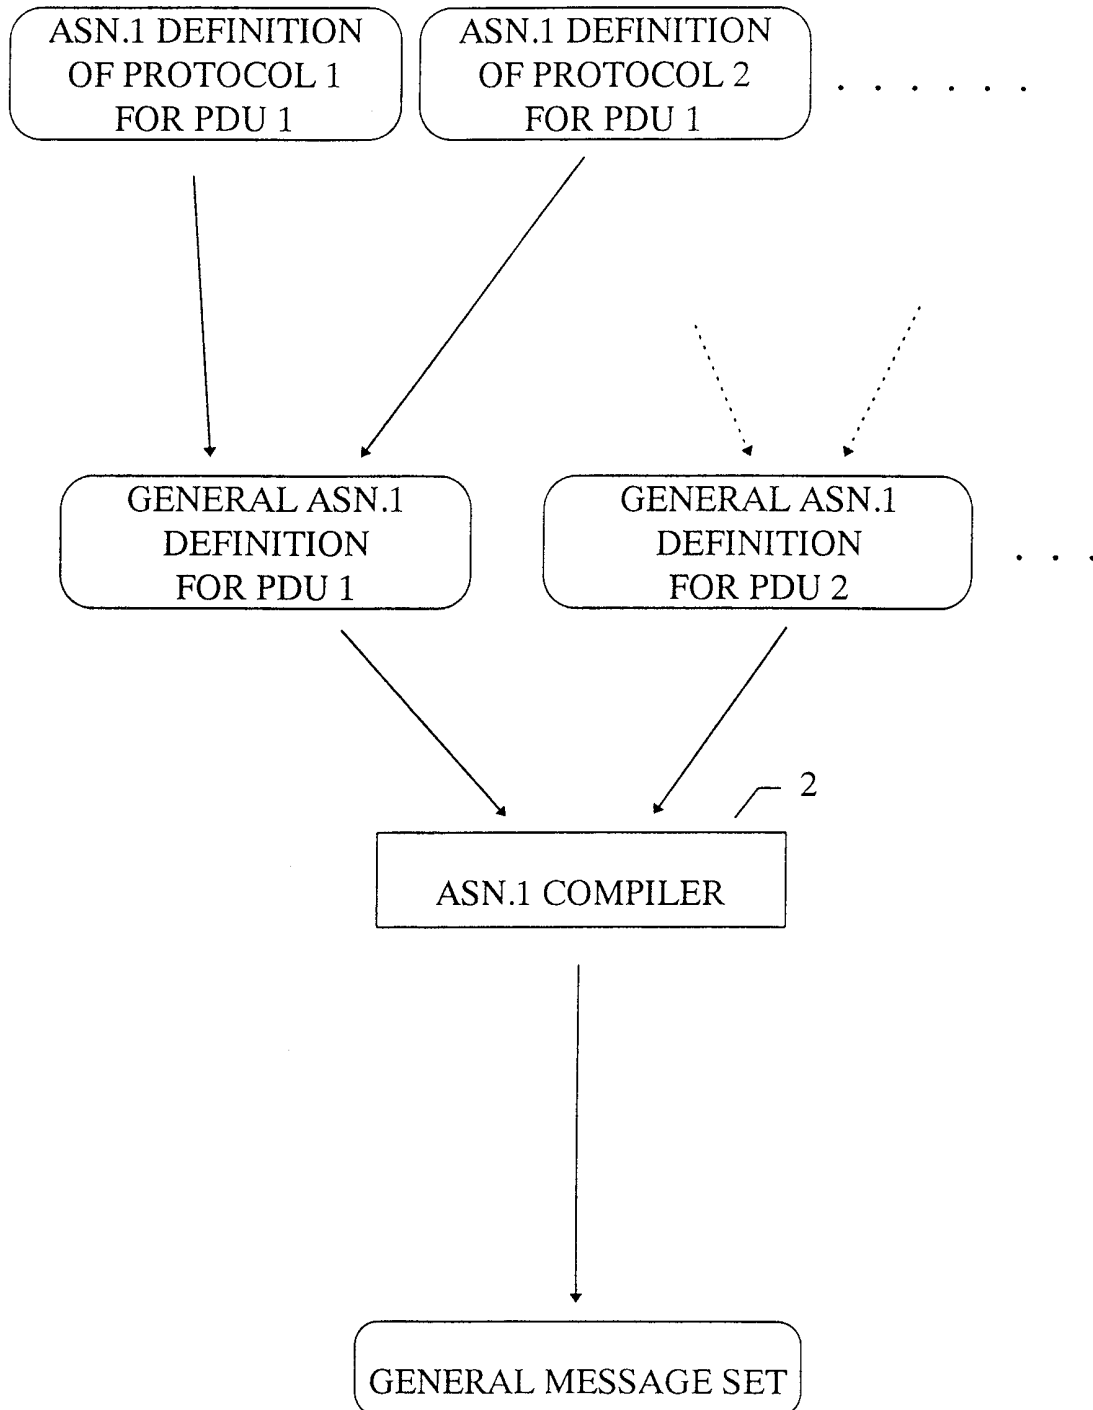 ASN.1 DEFINITION
OF PROTOCOL 1
FOR PDU 1
ASN.1 DEFINITION
OF PROTOCOL 2
FOR PDU 1
. . . . . .
GENERAL ASN.1
DEFINITION
FOR PDU 1
GENERAL ASN.1
DEFINITION
FOR PDU 2
. . .
2
ASN.1 COMPILER
GENERAL MESSAGE SET